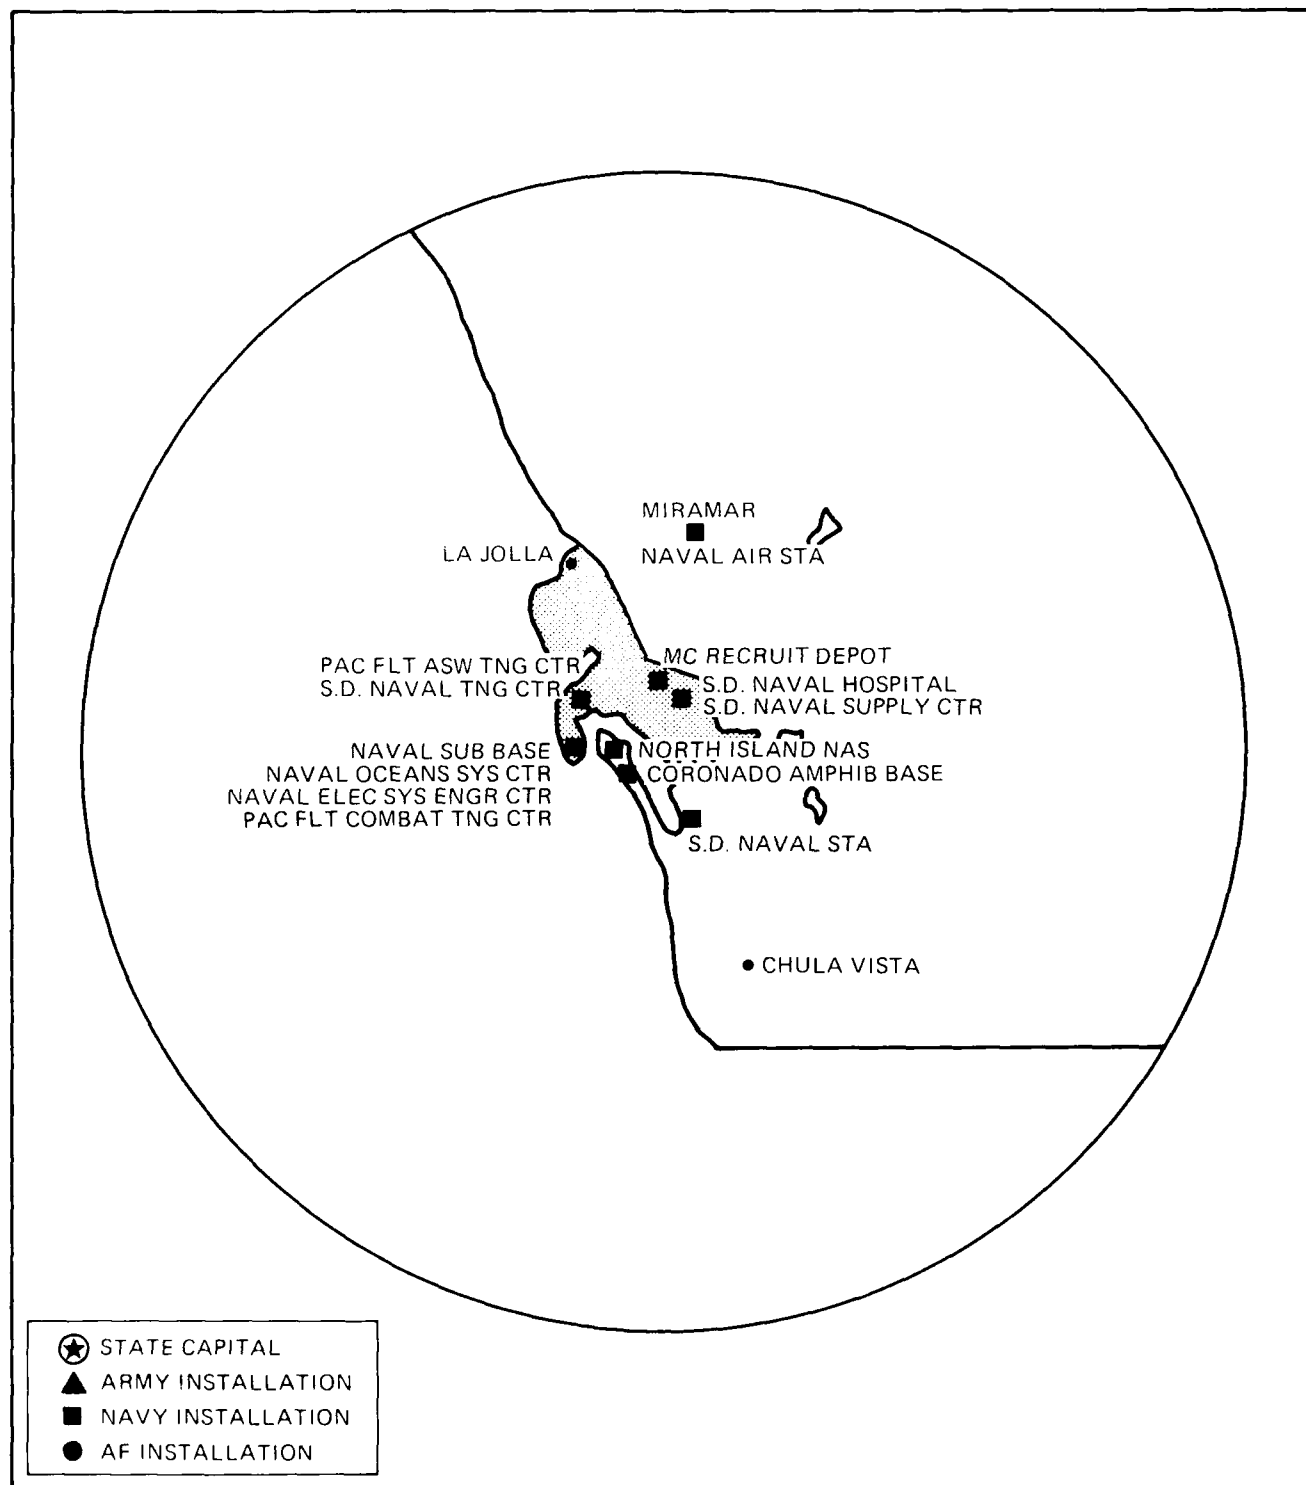 MIRAMAR
NAVAL AIR STA
LA JOLLA
MC RECRUIT DEPOT
PAC FLT ASW TNG CTR
S.D. NAVAL TNG CTR
S.D. NAVAL HOSPITAL
S.D. NAVAL SUPPLY CTR
NAVAL SUB BASE
NAVAL OCEANS SYS CTR
NAVAL ELEC SYS ENGR CTR
PAC FLT COMBAT TNG CTR
NORTH ISLAND NAS
CORONADO AMPHIB BASE
S.D. NAVAL STA
CHULA VISTA
STATE CAPITAL
ARMY INSTALLATION
NAVY INSTALLATION
AF INSTALLATION